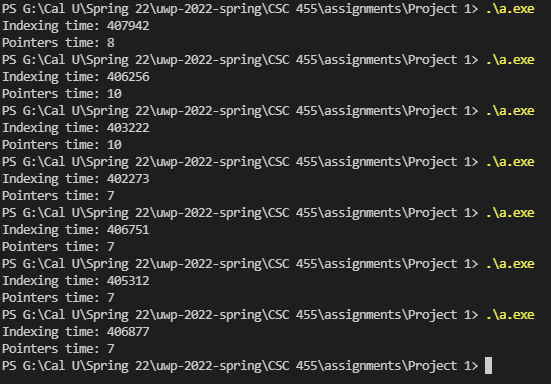 PS G:\Cal U\Spring 22\uwp-2022-spring\CSC 455\assignments\Project 1> .\a.exe
Indexing time: 407942
Pointers time: 8
PS G:\Cal U\Spring 22\uwp-2022-spring\CSC 455\assignments\Project 1> .\a.exe
Indexing time: 406256
Pointers time: 10
PS G:\Cal U\Spring 22\uwp-2022-spring\CSC 455\assignments\Project 1> .\a.exe
Indexing time: 403222
Pointers time: 10
PS G:\Cal U\Spring 22\uwp-2022-spring\CSC 455\assignments\Project 1> .\a.exe
Indexing time: 402273
Pointers time: 7
PS G:\Cal U\Spring 22\uwp-2022-spring\CSC 455\assignments\Project 1> .\a.exe
Indexing time: 406751
Pointers time: 7
PS G:\Cal U\Spring 22\uwp-2022-spring\CSC 455\assignments\Project 1> .\a.exe
Indexing time: 405312
Pointers time: 7
PS G:\Cal U\Spring 22\uwp-2022-spring\CSC 455\assignments\Project 1> .\a.exe
Indexing time: 406877
Pointers time: 7
PS G:\Cal U\Spring 22\uwp-2022-spring\CSC 455\assignments\Project 1>